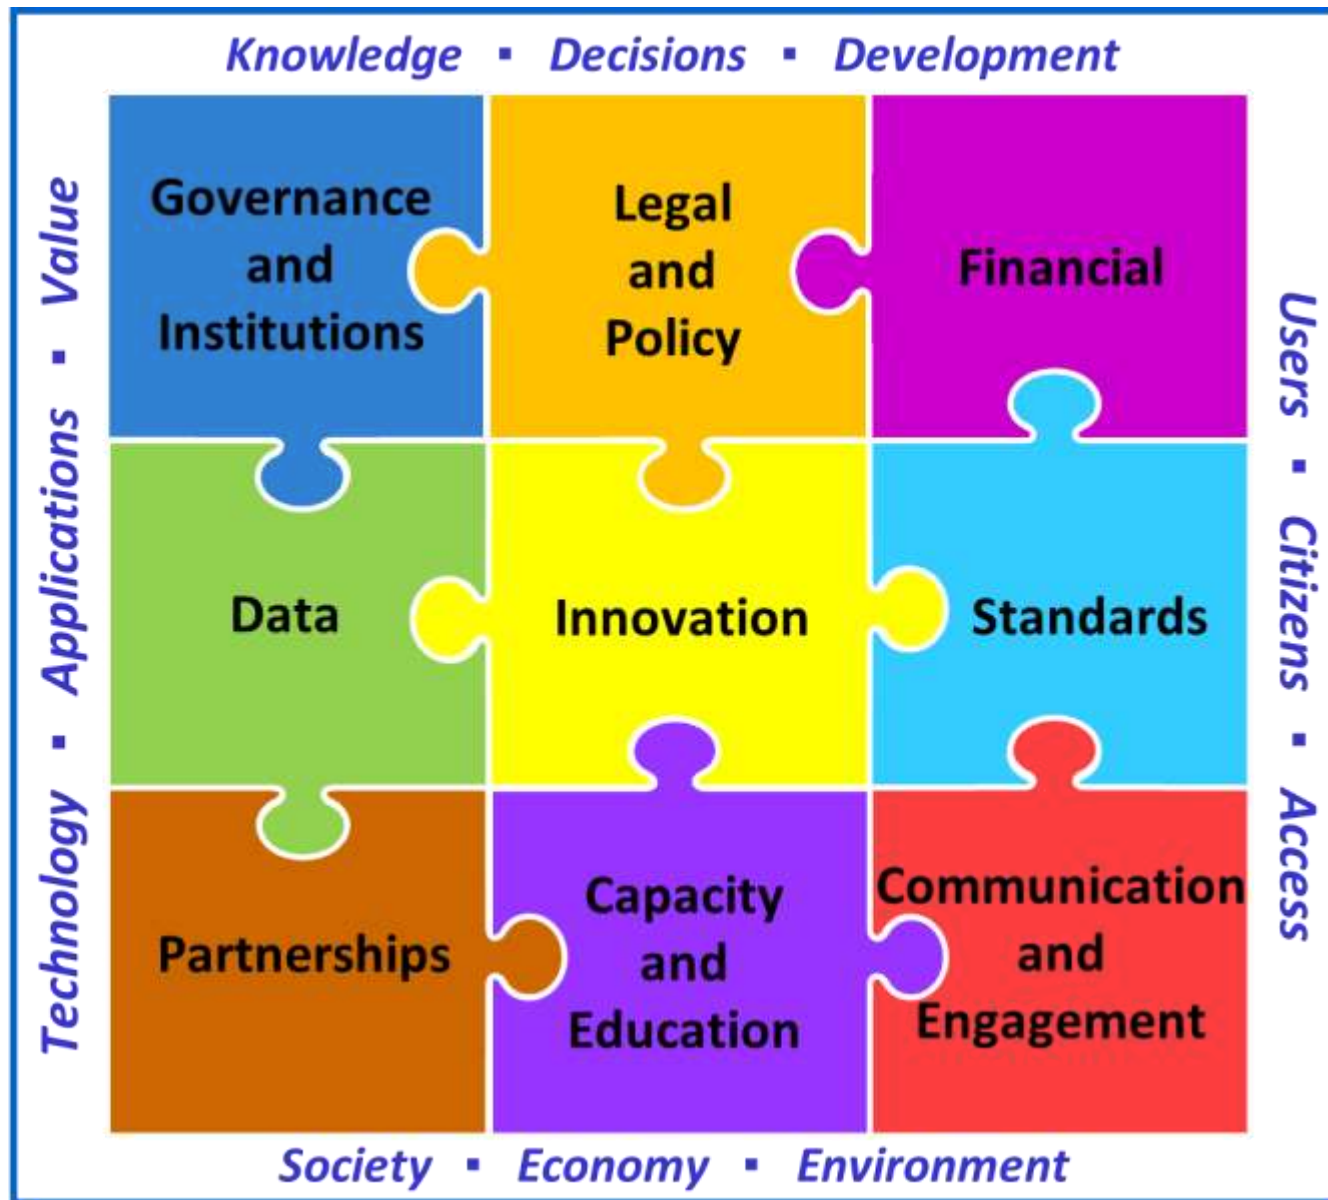 Knowledge ▪ Decisions ▪ Development
Technology ▪ Applications ▪ Value
Governance
and
Institutions
Legal
and
Policy
Financial
Users ▪ Citizens ▪ Access
Data
Innovation
Standards
Partnerships
Capacity
and
Education
Communication
and
Engagement
Society ▪ Economy ▪ Environment